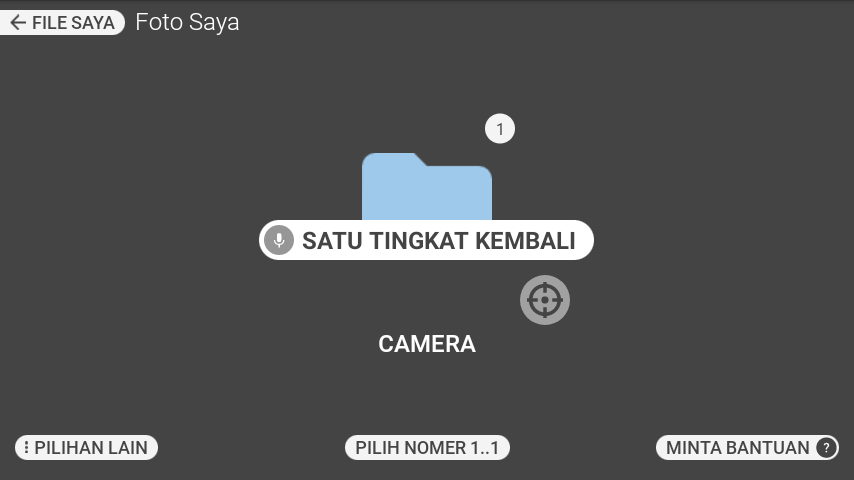 FILE SAYA
Foto Saya
1
SATU TINGKAT KEMBALI
CAMERA
PILIHAN LAIN
PILIH NOMER 1..1
MINTA BANTUAN ?